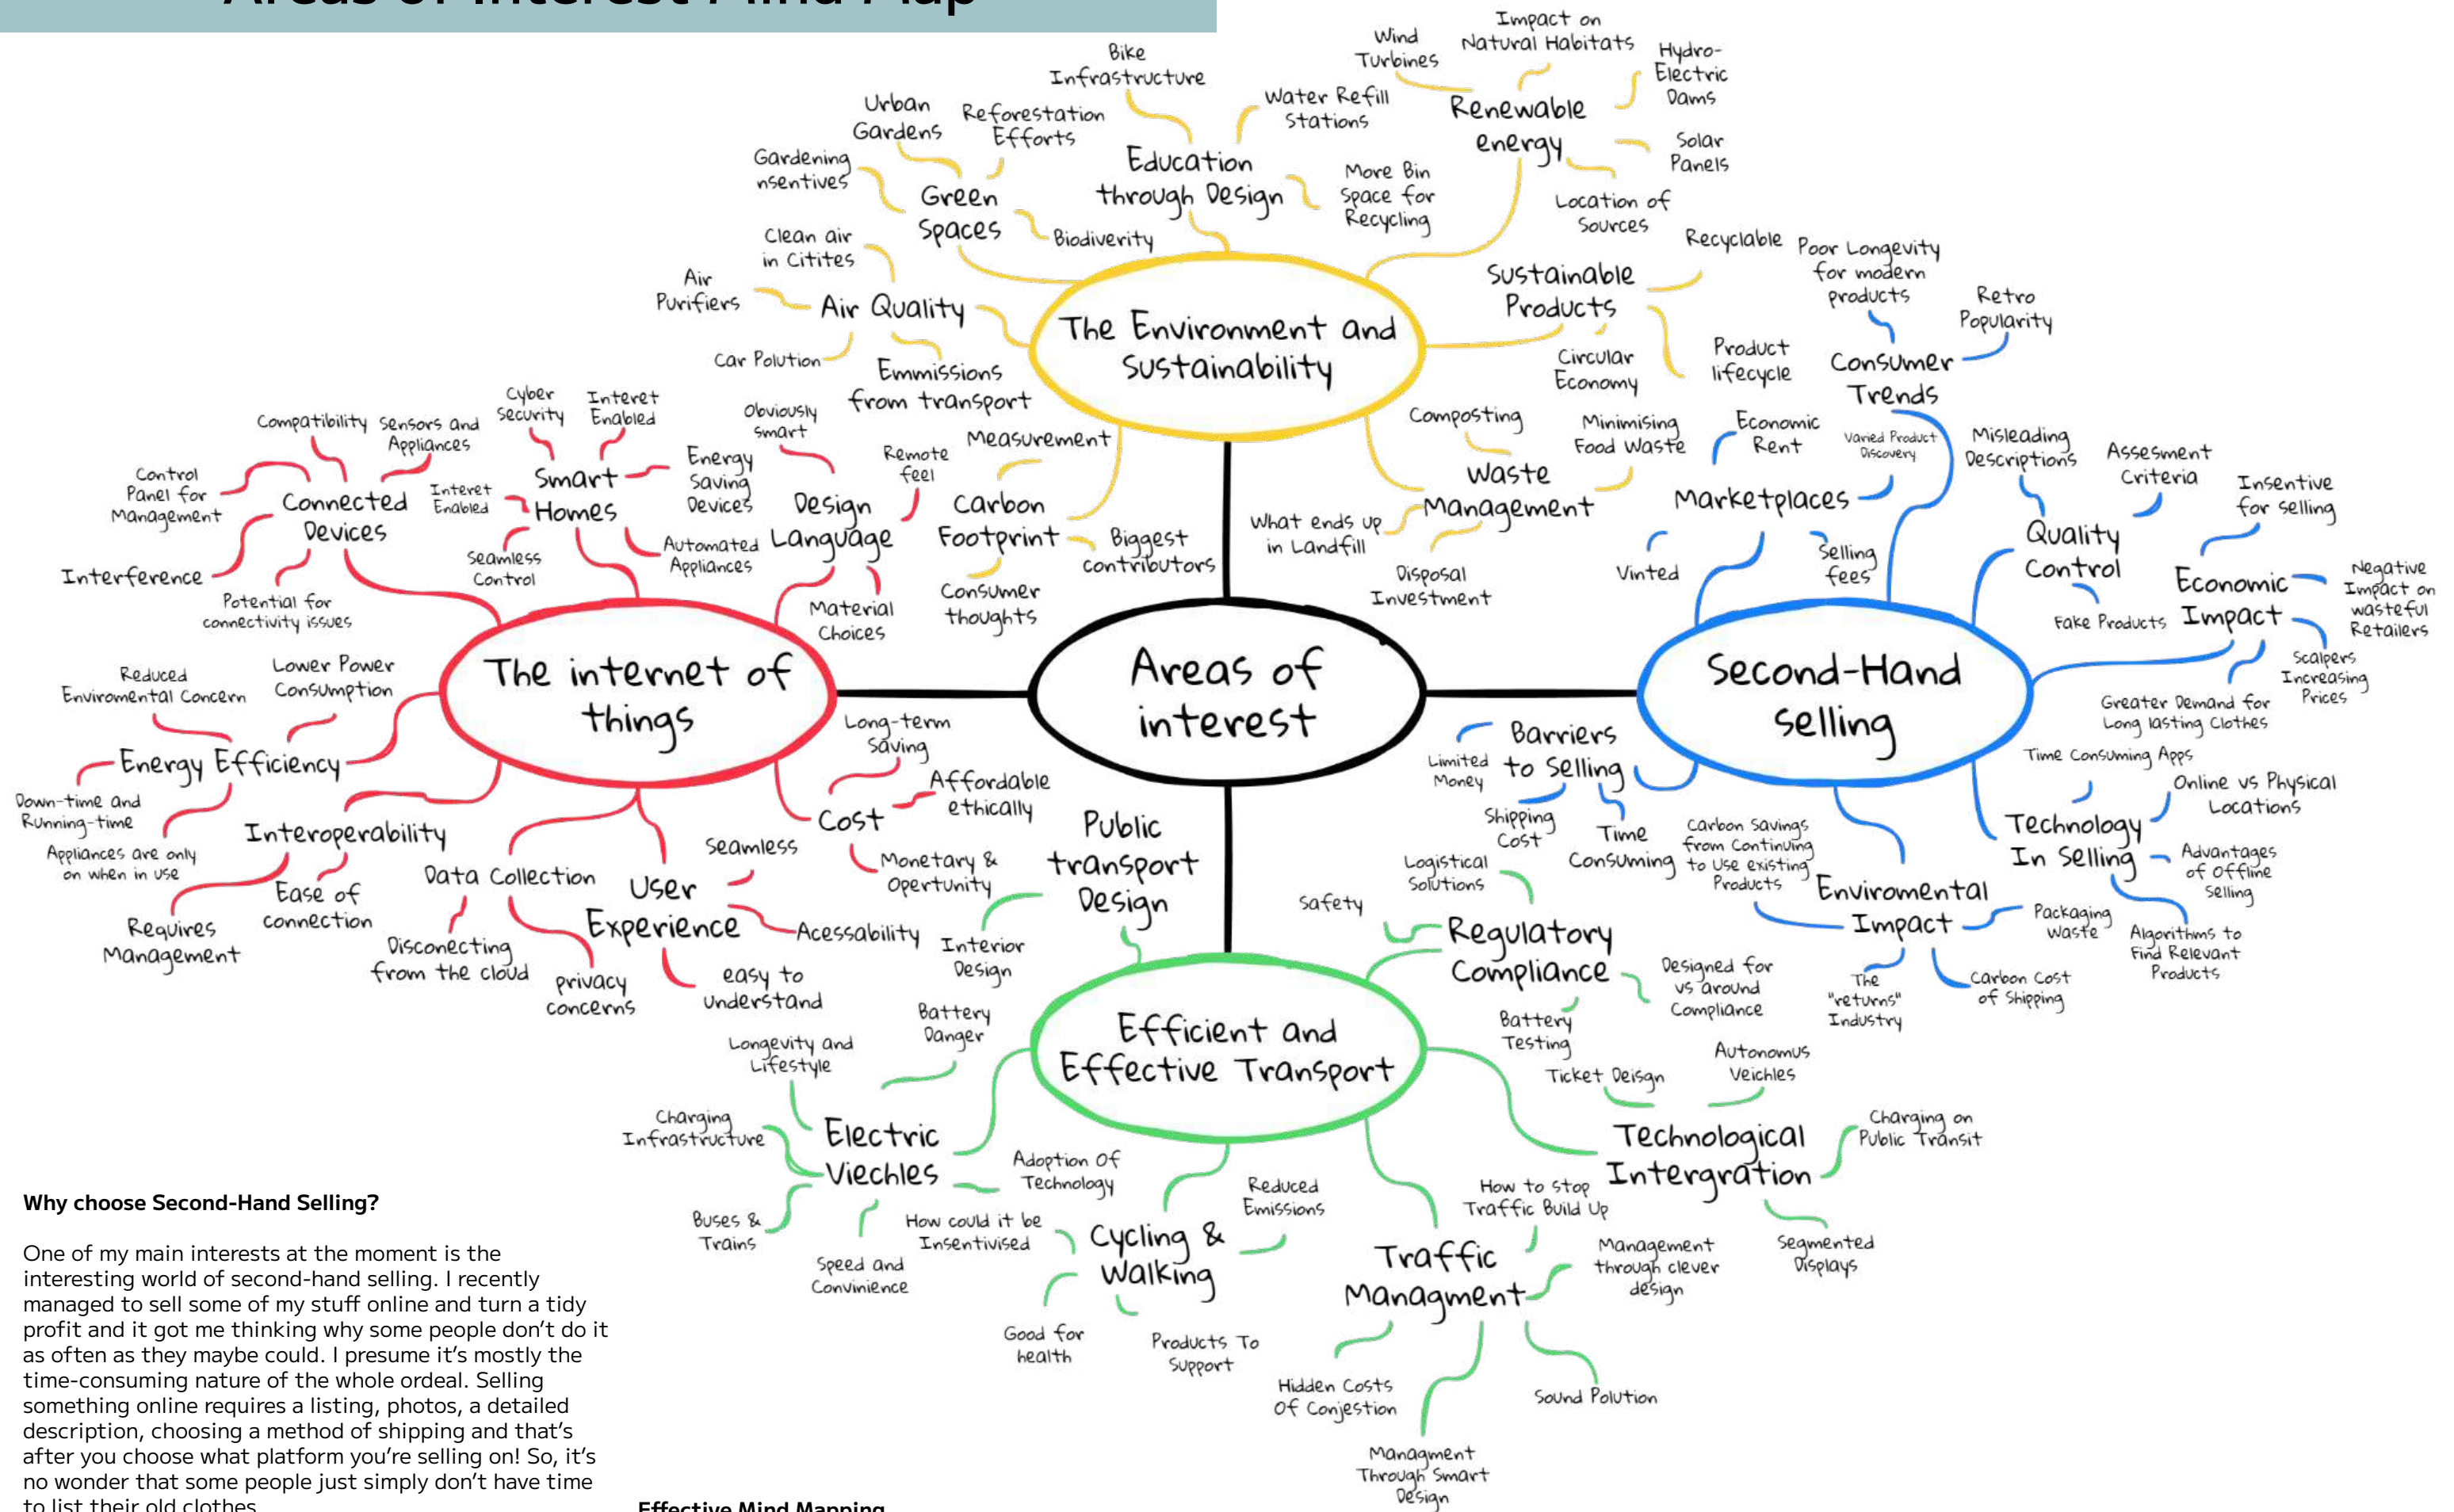 Areas of Interest Mind Map
Bike
Infrastructure
Urban
Gardens
Reforestation
Efforts
Water Refill
Stations
Gardening
nsentives
Green
Spaces
Biodiverity
Education
through Design
More Bin
Space for
Recycling
Wind
Turbines
Impact on
Natural Habitats
Hydro-
Electric
Dams
Renewable
energy
Solar
Panels
Location of
Sources
Clean air
in Citites
Air
Purifiers
Air Quality
Car Polution
Emmissions
from transport
The Environment and
Sustainability
Sustainable
Products
Recyclable
Circular
Economy
Product
lifecycle
Measurement
Carbon
Footprint
Biggest
contributors
Consumer
thoughts
Composting
Minimising
Food Waste
Waste
Management
What ends up
in Landfill
Disposal
Investment
Poor Longevity
for modern
products
Retro
Popularity
Consumer
Trends
Economic
Rent
Varied Product
Discovery
Marketplaces
Vinted
Selling
fees
Misleading
Descriptions
Assesment
Criteria
Quality
Control
Fake Products
Insentive
for selling
Economic
Impact
Negative
Impact on
wasteful
Retailers
Scalpers
Increasing
Prices
Greater Demand for
Long lasting Clothes
Compatibility
Sensors and
Appliances
Control
Panel for
Management
Connected
Devices
Interference
Potential for
connectivity issues
Cyber
Security
Interet
Enabled
Smart
Homes
Interet
Enabled
Energy
Saving
Devices
Seamless
Control
Automated
Appliances
Obviously
smart
Remote
feel
Design
Language
Material
Choices
The internet of
things
Areas of
interest
Second-Hand
selling
Reduced
Enviromental Concern
Lower Power
Consumption
Energy Efficiency
Down-time and
Running-time
Appliances are only
on when in use
Interoperability
Requires
Management
Ease of
connection
Data Collection
Disconecting
from the cloud
privacy
concerns
User
Experience
Seamless
Acessability
easy to
understand
Long-term
Saving
Cost
Affordable
ethically
Monetary &
Opertunity
Barriers
to Selling
Limited
Money
Shipping
Cost
Time
Consuming
Carbon Savings
from Continuing
to Use existing
Products
Enviromental
Impact
Packaging
Waste
The
"returns"
Industry
Carbon Cost
of Shipping
Time Consuming Apps
Online vs Physical
Locations
Technology
In Selling
Advantages
of Offline
Selling
Algorithms to
Find Relevant
Products
Public
transport
Design
Interior
Design
Logistical
Solutions
Safety
Regulatory
Compliance
Designed for
vs around
Compliance
Battery
Testing
Efficient and
Effective Transport
Battery
Danger
Longevity and
Lifestyle
Charging
Infrastructure
Electric
Viechles
Adoption Of
Technology
Buses &
Trains
Speed and
Convinience
How could it be
Insentivised
Cycling &
Walking
Reduced
Emissions
Good for
health
Products To
Support
How to stop
Traffic Build Up
Traffic
Managment
Management
through clever
design
Hidden Costs
Of Conjestion
Sound Polution
Managment
Through Smart
Design
Ticket Deisgn
Autonomus
Veichles
Technological
Intergration
Charging on
Public Transit
Segmented
Displays
Why choose Second-Hand Selling?
One of my main interests at the moment is the
interesting world of second-hand selling. I recently
managed to sell some of my stuff online and turn a tidy
profit and it got me thinking why some people don't do it
as often as they maybe could. I presume it's mostly the
time-consuming nature of the whole ordeal. Selling
something online requires a listing, photos, a detailed
description, choosing a method of shipping and that's
after you choose what platform you're selling on! So, it's
no wonder that some people just simply don't have time
to list their old clothes
Effective Mind Mapping